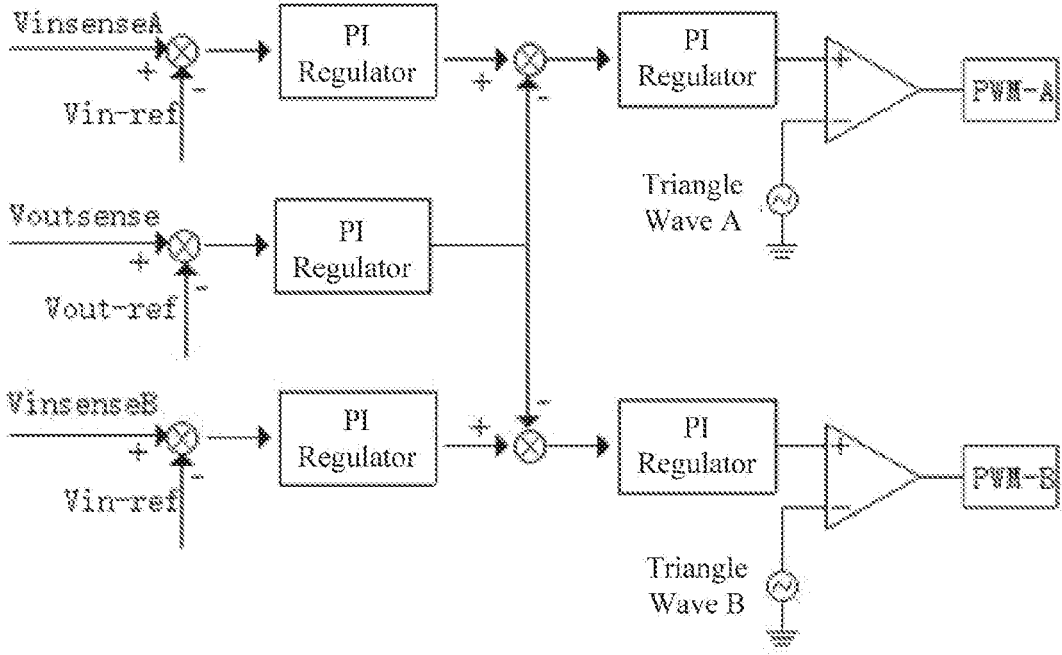 VinsenseA
+
-
Vin-ref
PI
Regulator
+
-
PI
Regulator
+
-
PWM-A
Triangle
Wave A
Voutsense
+
-
Vout-ref
PI
Regulator
VinsenseB
+
-
Vin-ref
PI
Regulator
+
-
PI
Regulator
+
-
PWM-B
Triangle
Wave B